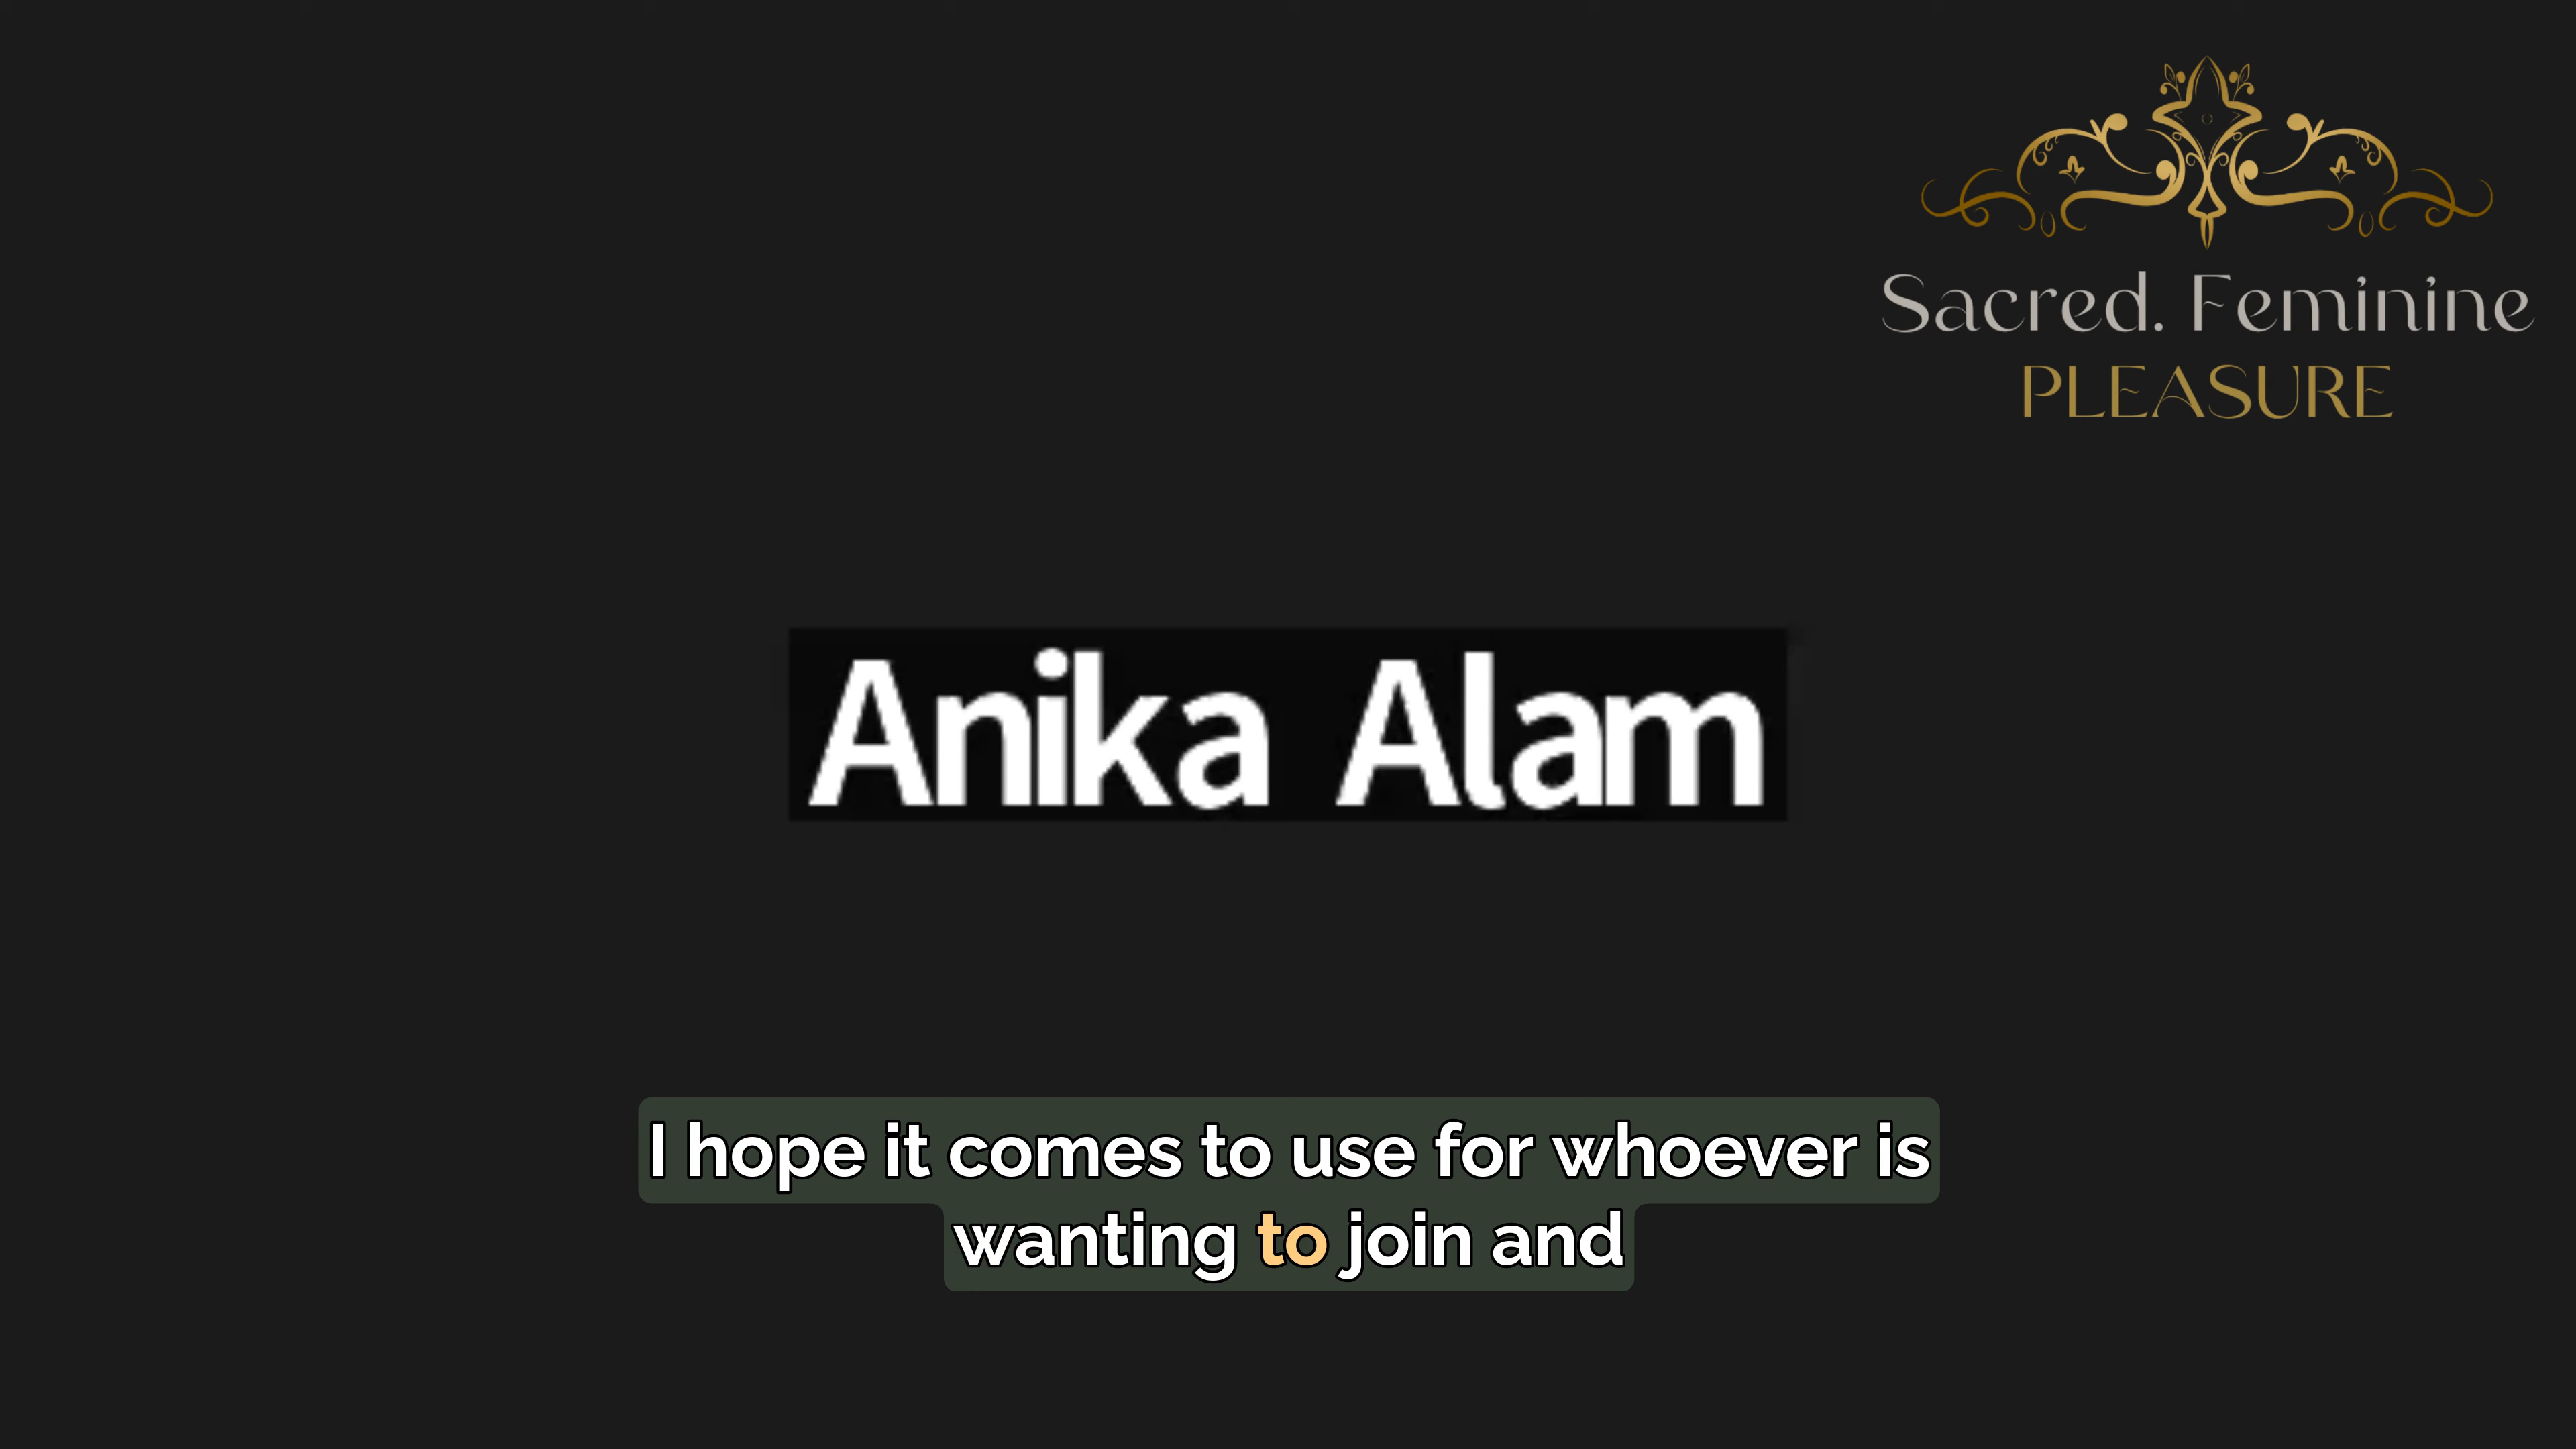 Sacred. Feminine
PLEASURE
Anika Alam
I hope it comes to use for whoever is
wanting to join and